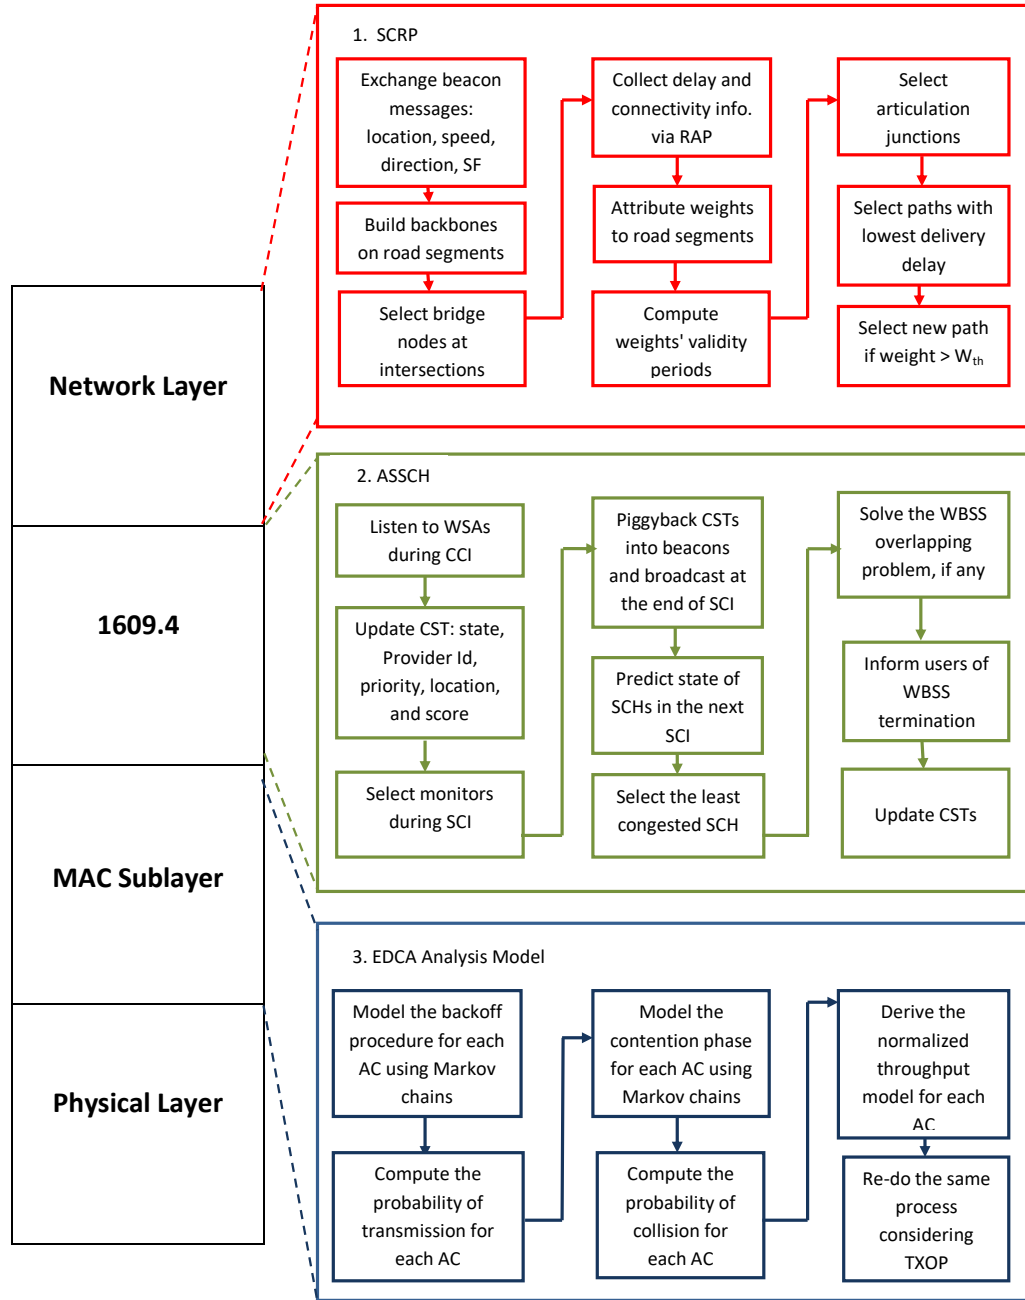 Network Layer
1609.4
MAC Sublayer
Physical Layer
1. SCRP
Exchange beacon
messages:
location, speed,
direction, SF
Build backbones
on road segments
Select bridge
nodes at
intersections
Collect delay and
connectivity info.
via RAP
Attribute weights
to road segments
Compute
weights' validity
periods
Select
articulation
junctions
Select paths with
lowest delivery
delay
Select new path
if weight > Wth
2. ASSCH
Listen to WSAs
during CCI
Update CST: state,
Provider Id,
priority, location,
and score
Select monitors
during SCI
Piggyback CSTs
into beacons
and broadcast at
the end of SCI
Predict state of
SCHs in the next
SCI
Select the least
congested SCH
Solve the WBSS
overlapping
problem, if any
Inform users of
WBSS
termination
Update CSTs
3. EDCA Analysis Model
Model the backoff
procedure for each
AC using Markov
chains
Compute the
probability of
transmission for
each AC
Model the
contention phase
for each AC using
Markov chains
Compute the
probability of
collision for
each AC
Derive the
normalized
throughput
model for each
AC
Re-do the same
process
considering
TXOP